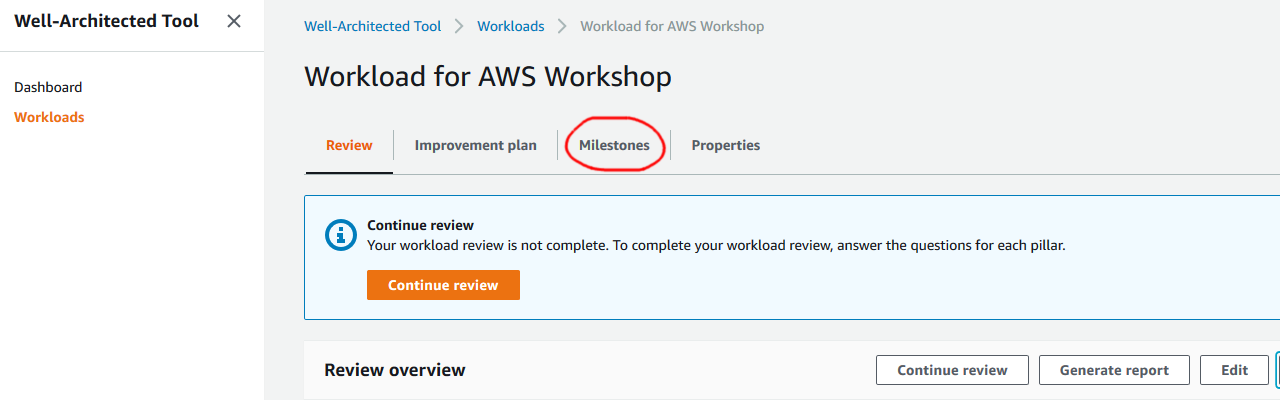 Well-Architected Tool
Dashboard
Workloads
Well-Architected Tool Workloads Workload for AWS Workshop
Workload for AWS Workshop
Review Improvement plan Milestones Properties
Continue review
Your workload review is not complete. To complete your workload review, answer the questions for each pillar.
Continue review
Review overview Continue review Generate report Edit